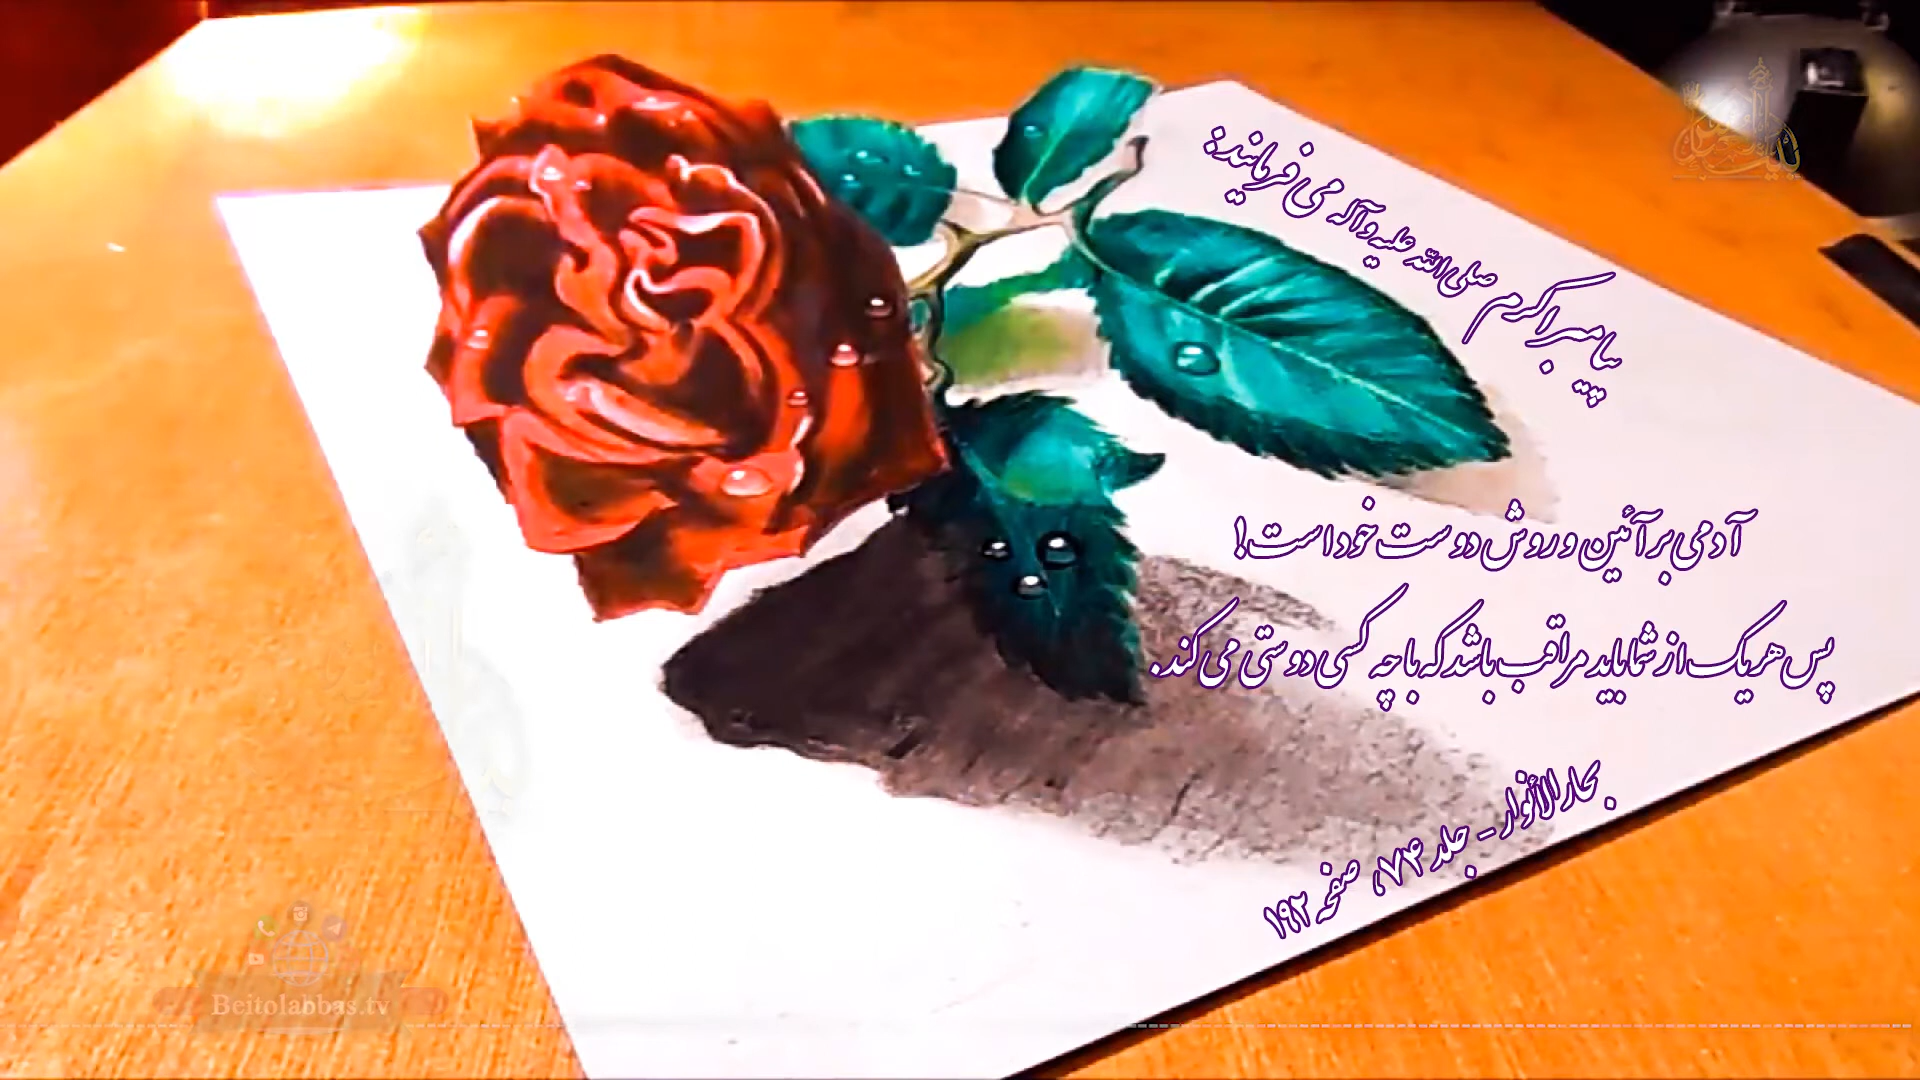 پیامبر اکرم صلی الله علیه و آله می فرمایند:
آدمی بر آئین و روش دوست خود است!
پس هر یک از شما باید مراقب باشد که با چه کسی دوستی می کند.
بحارالأنوار - جلد ۷۴، صفحه ۱۹۲
Beitolabbas.tv